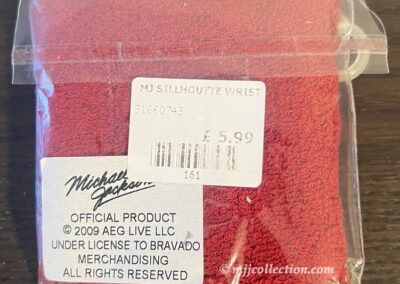 MJ SILLHOUTTE WRIST
31660743
£ 5.99
161
Michael
Jackson
OFFICIAL PRODUCT
© 2009 AEG LIVE LLC
UNDER LICENSE TO BRAVADO
MERCHANDISING
ALL RIGHTS RESERVED
© mjjcollection.com